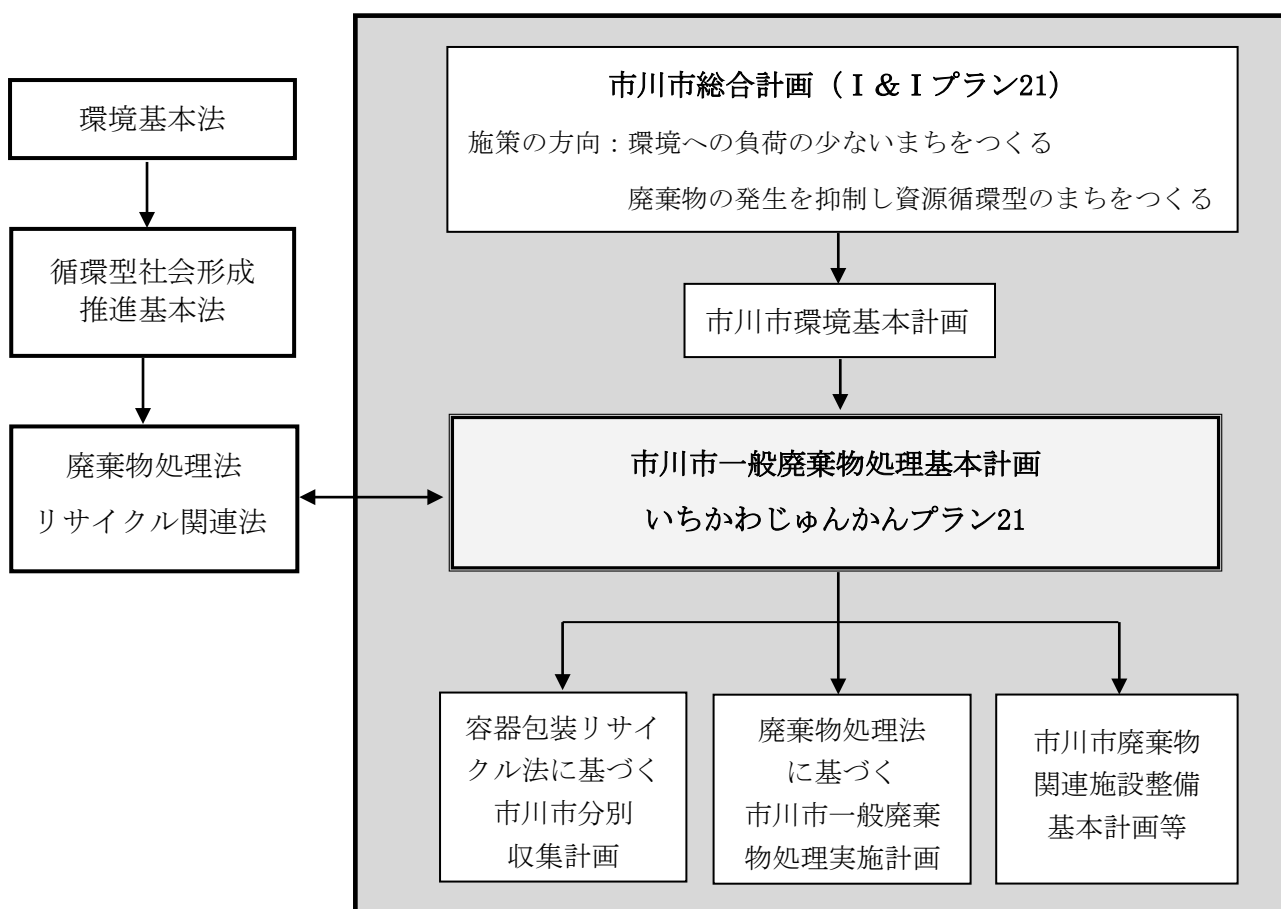 環境基本法
循環型社会形成
推進基本法
廃棄物処理法
リサイクル関連法
市川市総合計画（Ｉ＆Ｉプラン21）
施策の方向：環境への負荷の少ないまちをつくる
廃棄物の発生を抑制し資源循環型のまちをつくる
市川市環境基本計画
市川市一般廃棄物処理基本計画
いちかわじゅんかんプラン21
容器包装リサイ
クル法に基づく
市川市分別
収集計画
廃棄物処理法
に基づく
市川市一般廃棄
物処理実施計画
市川市廃棄物
関連施設整備
基本計画等